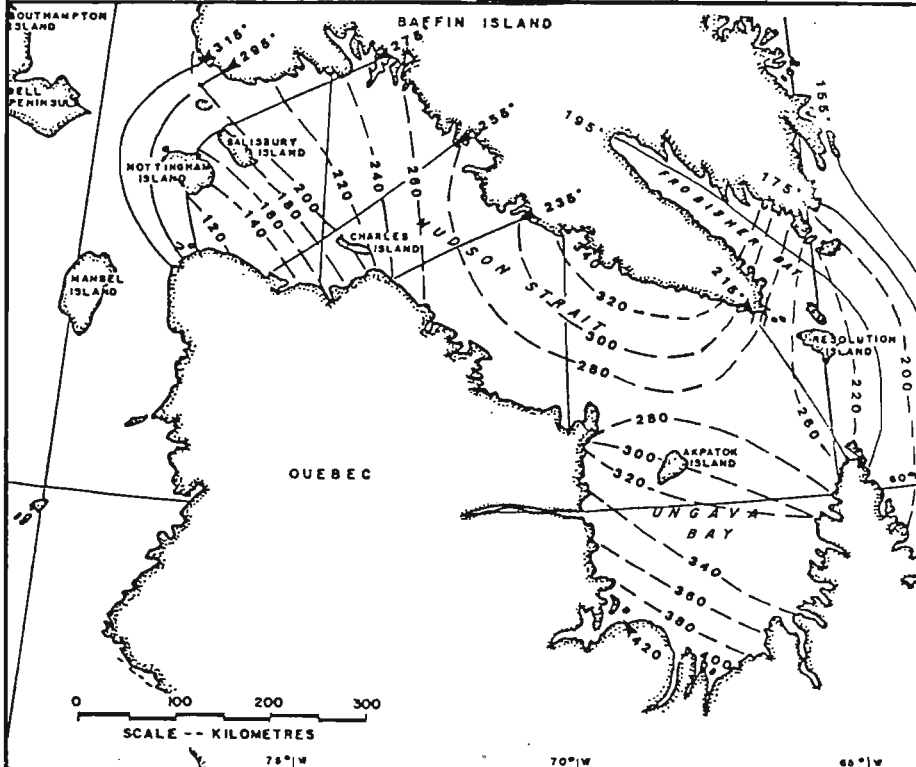 SOUTHAMPTON
ISLAND
BAFFIN ISLAND
315°
295°
275°
BELL
PENINSUL
155°
255°
195°
SALISBURY
ISLAND
NOTTINGHAM
ISLAND
FROBISHER
BAY
175°
240
220
200
180
160
140
120
260
235°
CHARLES
ISLAND
HUDSON STRAIT
MANSEL
ISLAND
340
320
300
280
215°
RESOLUTION
ISLAND
200
220
260
280
300
320
AKPATOK
ISLAND
QUEBEC
60°
UNGAVA
BAY
340
360
380
400
420
0 100 200 300
SCALE -- KILOMETRES
75°W
70°W
65°W